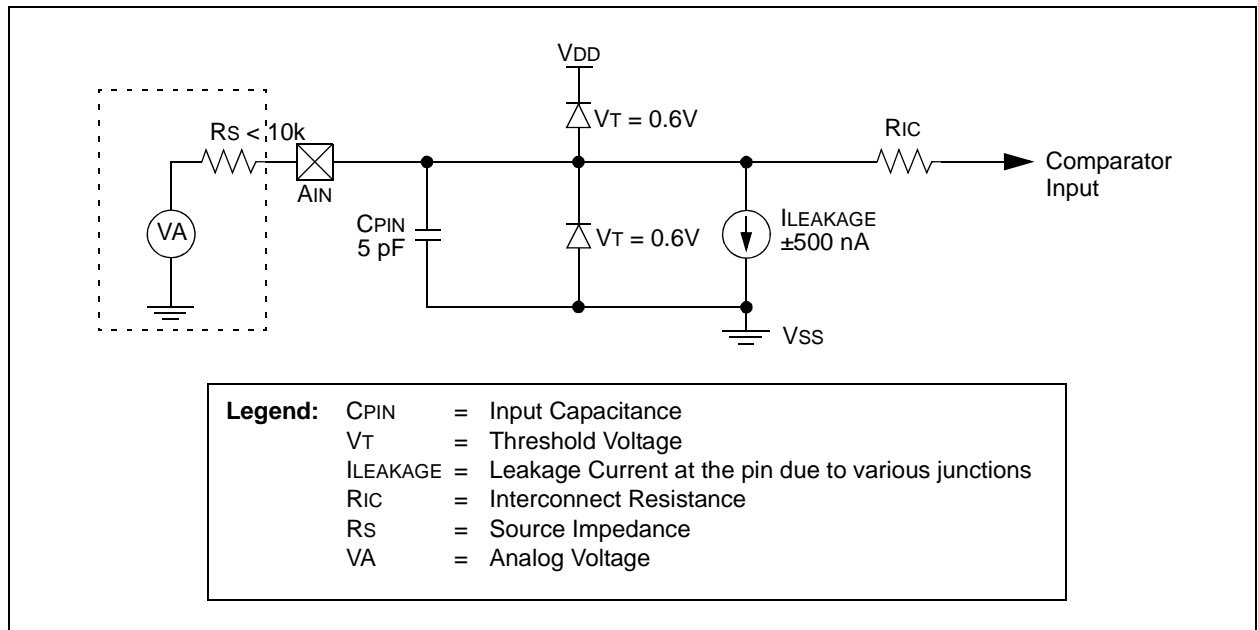 VDD
VT = 0.6V
RS < 10k
RIC
AIN
Comparator
Input
VA
CPIN
5 pF
VT = 0.6V
ILEAKAGE
±500 nA
VSS
Legend: CPIN = Input Capacitance
VT = Threshold Voltage
ILEAKAGE = Leakage Current at the pin due to various junctions
RIC = Interconnect Resistance
RS = Source Impedance
VA = Analog Voltage